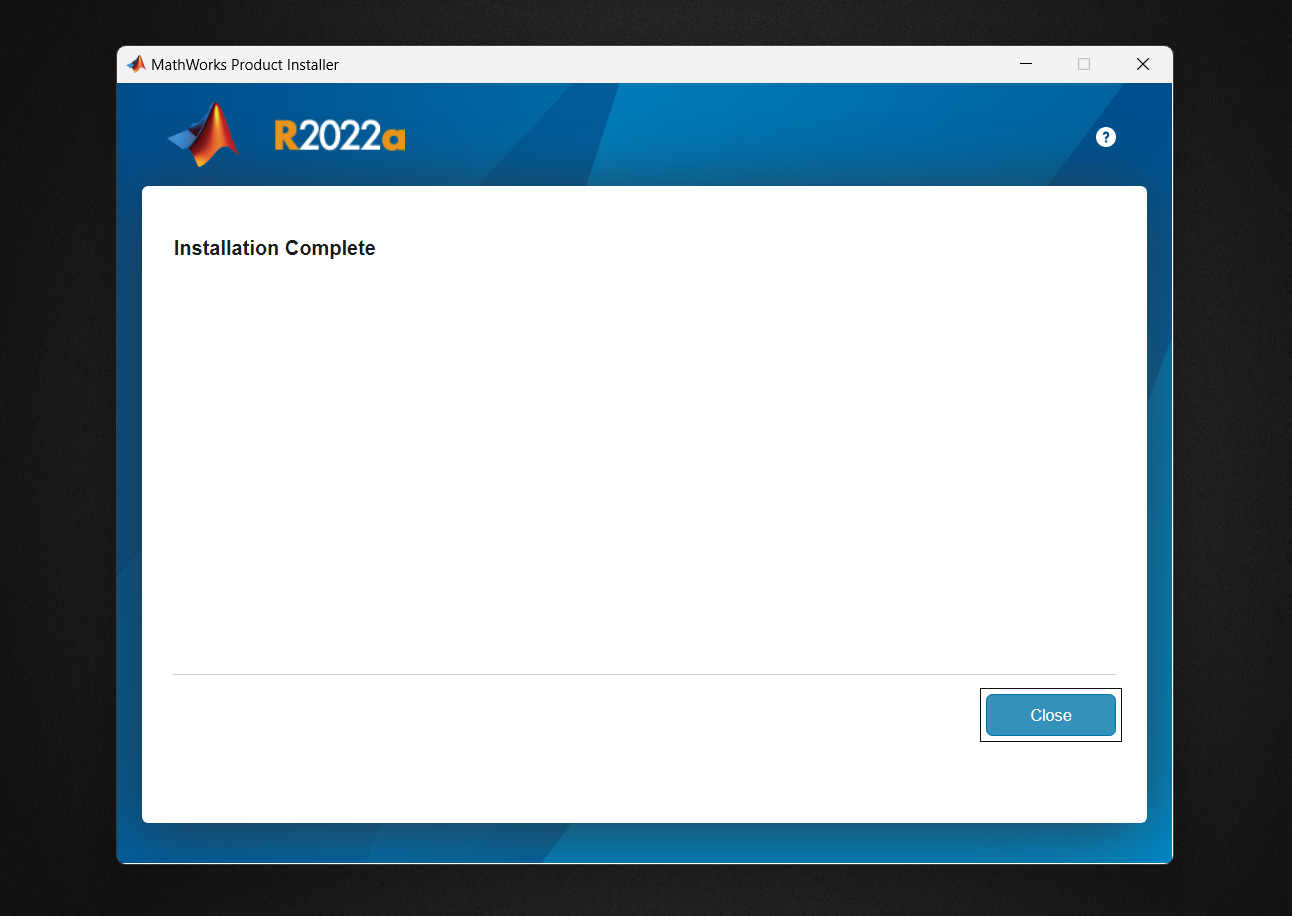 MathWorks Product Installer
R2022a
?
Installation Complete
Close